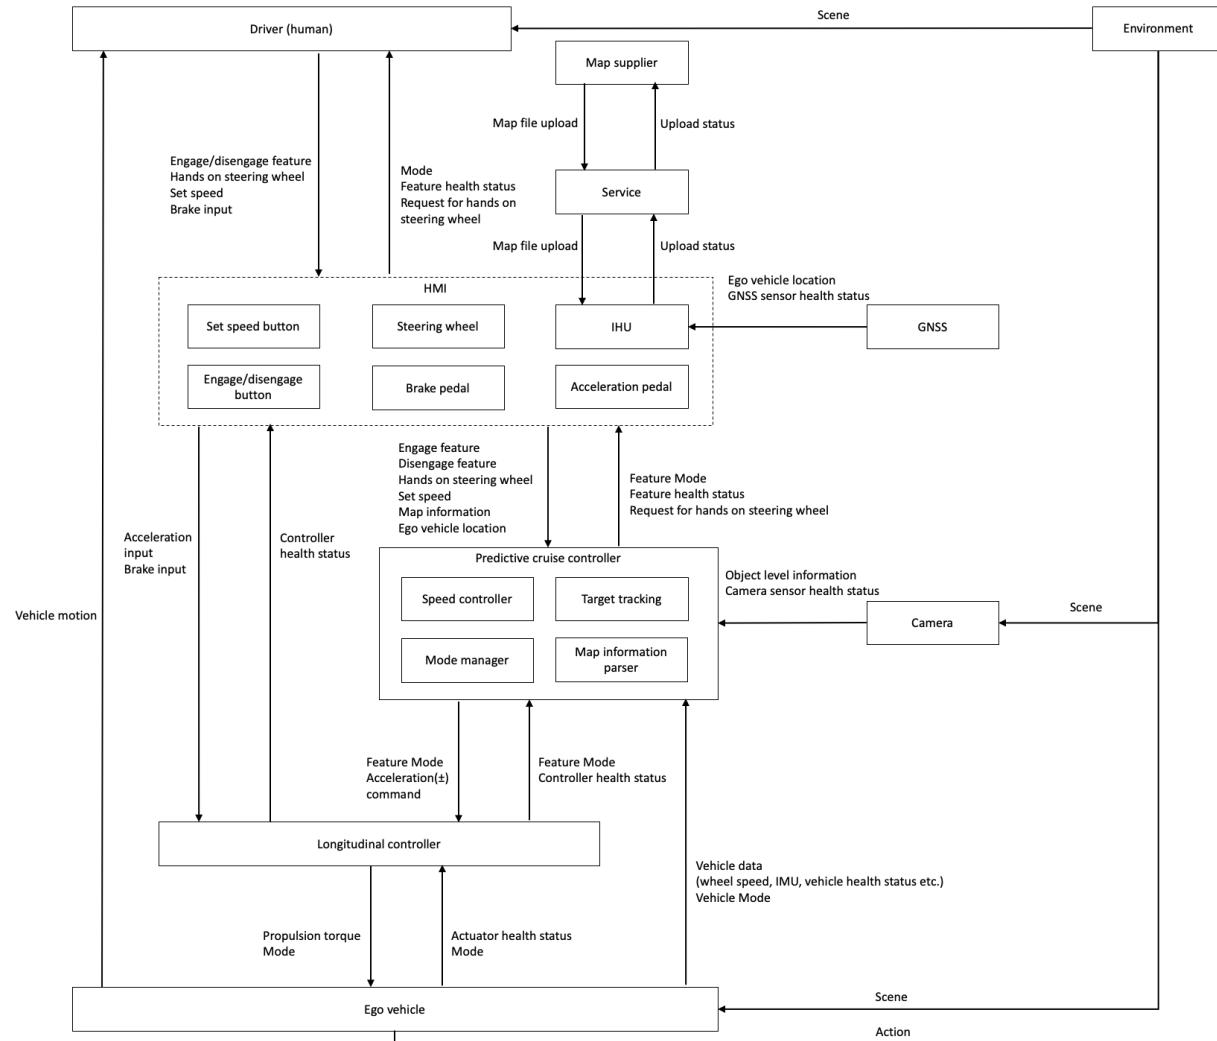 Scene
Driver (human)
Environment
Map supplier
Map file upload
Upload status
Engage/disengage feature
Hands on steering wheel
Set speed
Brake input
Mode
Feature health status
Request for hands on
steering wheel
Service
Map file upload
Upload status
Ego vehicle location
GNSS sensor health status
HMI
Set speed button
Steering wheel
IHU
GNSS
Engage/disengage
button
Brake pedal
Acceleration pedal
Engage feature
Disengage feature
Hands on steering wheel
Set speed
Map information
Ego vehicle location
Feature Mode
Feature health status
Request for hands on steering wheel
Acceleration
input
Brake input
Controller
health status
Predictive cruise controller
Speed controller
Target tracking
Mode manager
Map information
parser
Object level information
Camera sensor health status
Camera
Scene
Vehicle motion
Feature Mode
Acceleration(±)
command
Feature Mode
Controller health status
Longitudinal controller
Vehicle data
(wheel speed, IMU, vehicle health status etc.)
Vehicle Mode
Propulsion torque
Mode
Actuator health status
Mode
Ego vehicle
Scene
Action